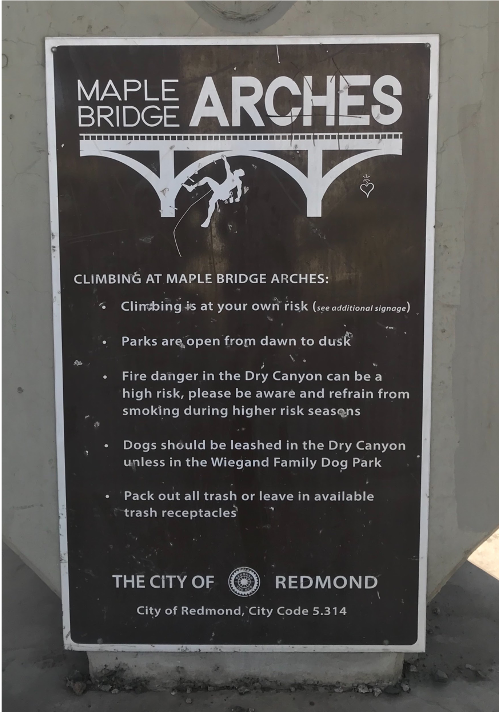 MAPLE
BRIDGE ARCHES
CLIMBING AT MAPLE BRIDGE ARCHES:
• Climbing is at your own risk (see additional signage)
• Parks are open from dawn to dusk
• Fire danger in the Dry Canyon can be a
high risk, please be aware and refrain from
smoking during higher risk seasons
• Dogs should be leashed in the Dry Canyon
unless in the Wiegand Family Dog Park
• Pack out all trash or leave in available
trash receptacles
THE CITY OF REDMOND
City of Redmond, City Code 5.314